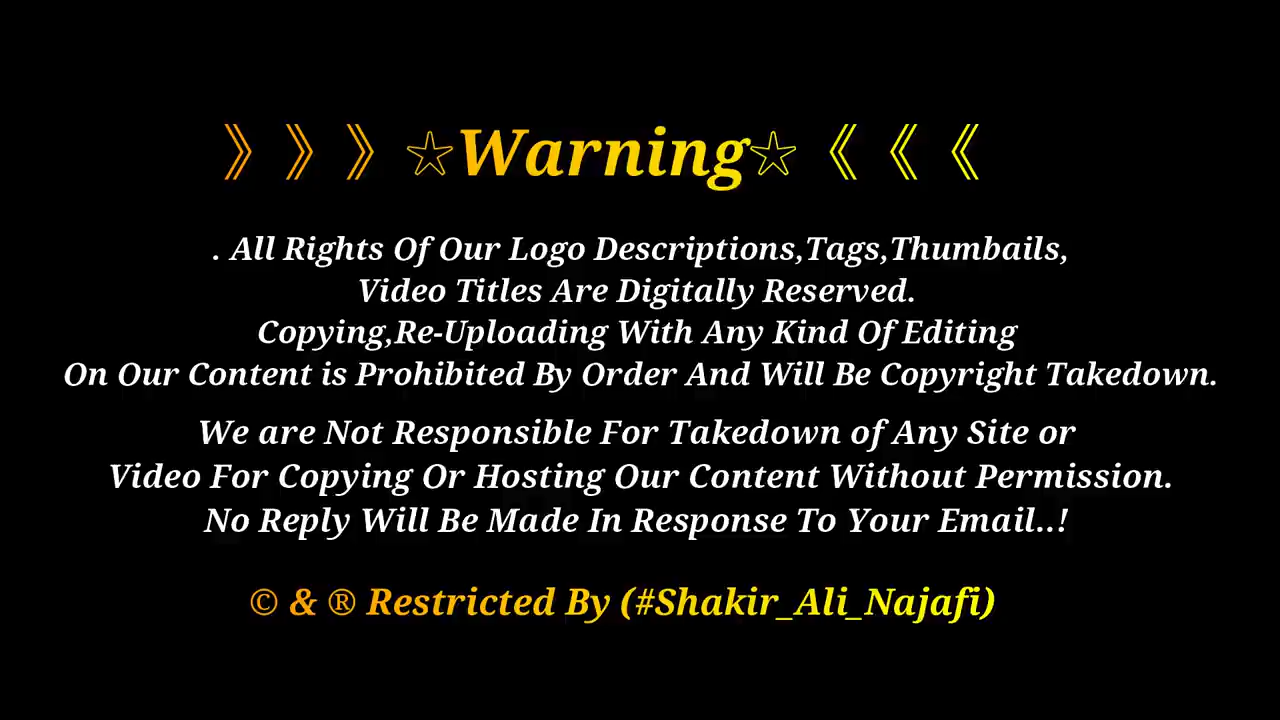 》》》☆Warning☆《《《
. All Rights Of Our Logo Descriptions,Tags,Thumbails,
Video Titles Are Digitally Reserved.
Copying,Re-Uploading With Any Kind Of Editing
On Our Content is Prohibited By Order And Will Be Copyright Takedown.
We are Not Responsible For Takedown of Any Site or
Video For Copying Or Hosting Our Content Without Permission.
No Reply Will Be Made In Response To Your Email..!
© & ® Restricted By (#Shakir_Ali_Najafi)